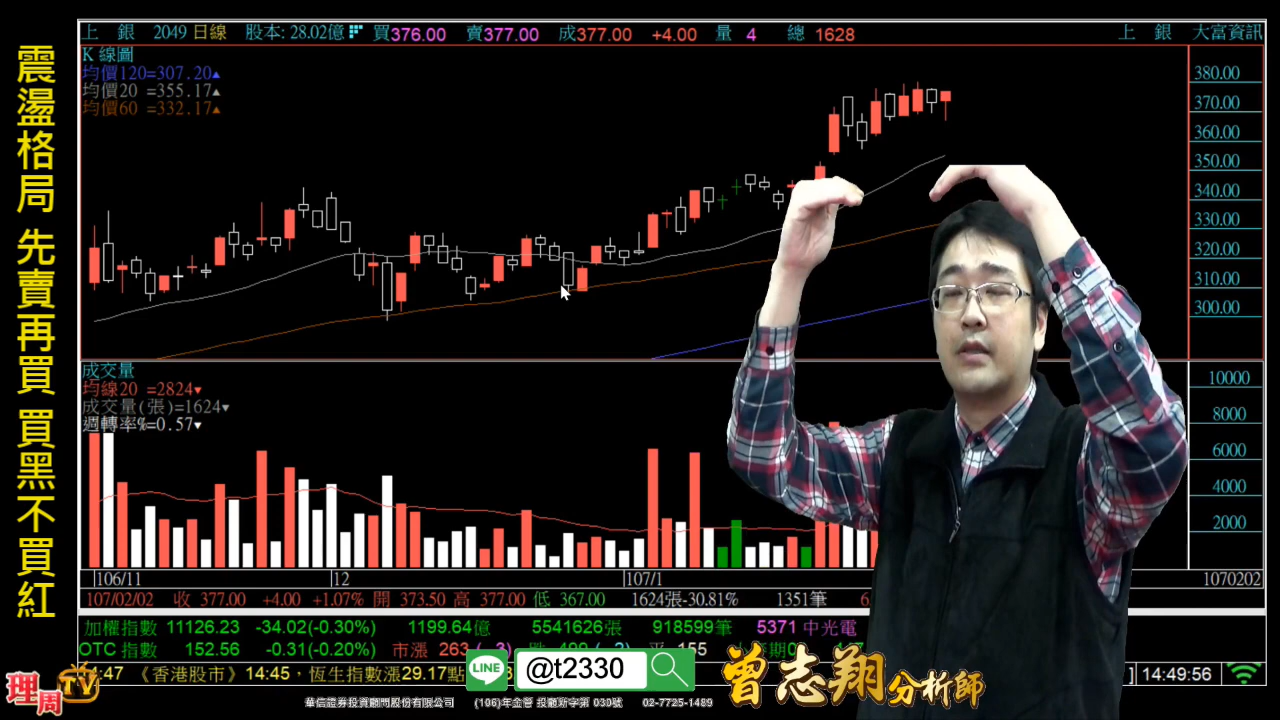 震盪格局 先賣再買 買黑不買紅
上 銀 2049 日線 股本: 28.02億 買376.00 賣377.00 成377.00 +4.00 量 4 總 1628 上 銀 大富資訊
K 線圖
均價120=307.20▲
均價20 =355.17▲
均價60 =332.17▲
380.00
370.00
360.00
350.00
340.00
330.00
320.00
310.00
300.00
成交量
均線20 =2824▼
成交量(張)=1624▼
週轉率%=0.57▼
10000
8000
6000
4000
2000
106/11 12 107/1 1070202
107/02/02 收 377.00 +4.00 +1.07% 開 373.50 高 377.00 低 367.00 1624張-30.81% 1351筆
加權指數 11126.23 -34.02(-0.30%) 1199.64億 5541626張 918599筆 5371 中光電
OTC 指數 152.56 -0.31(-0.20%) 市漲 263 155
:47 《香港股市》14:45，恆生指數漲29.17點 14:49:56
LINE @t2330
曾志翔分析師
理周TV
華信證券投資顧問股份有限公司 (106)年金管 投顧新字第 030號 02-7725-1489